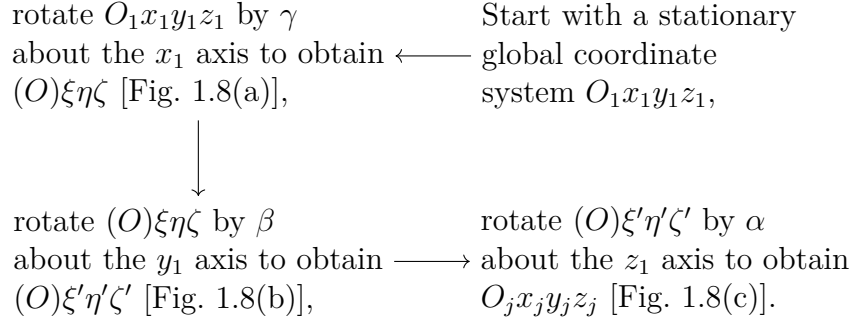 Start with a stationary
global coordinate
system $O_1x_1y_1z_1$,
rotate $O_1x_1y_1z_1$ by $\gamma$
about the $x_1$ axis to obtain
$(O)\xi\eta\zeta$ [Fig. 1.8(a)],
rotate $(O)\xi\eta\zeta$ by $\beta$
about the $y_1$ axis to obtain
$(O)\xi'\eta'\zeta'$ [Fig. 1.8(b)],
rotate $(O)\xi'\eta'\zeta'$ by $\alpha$
about the $z_1$ axis to obtain
$O_jx_jy_jz_j$ [Fig. 1.8(c)].